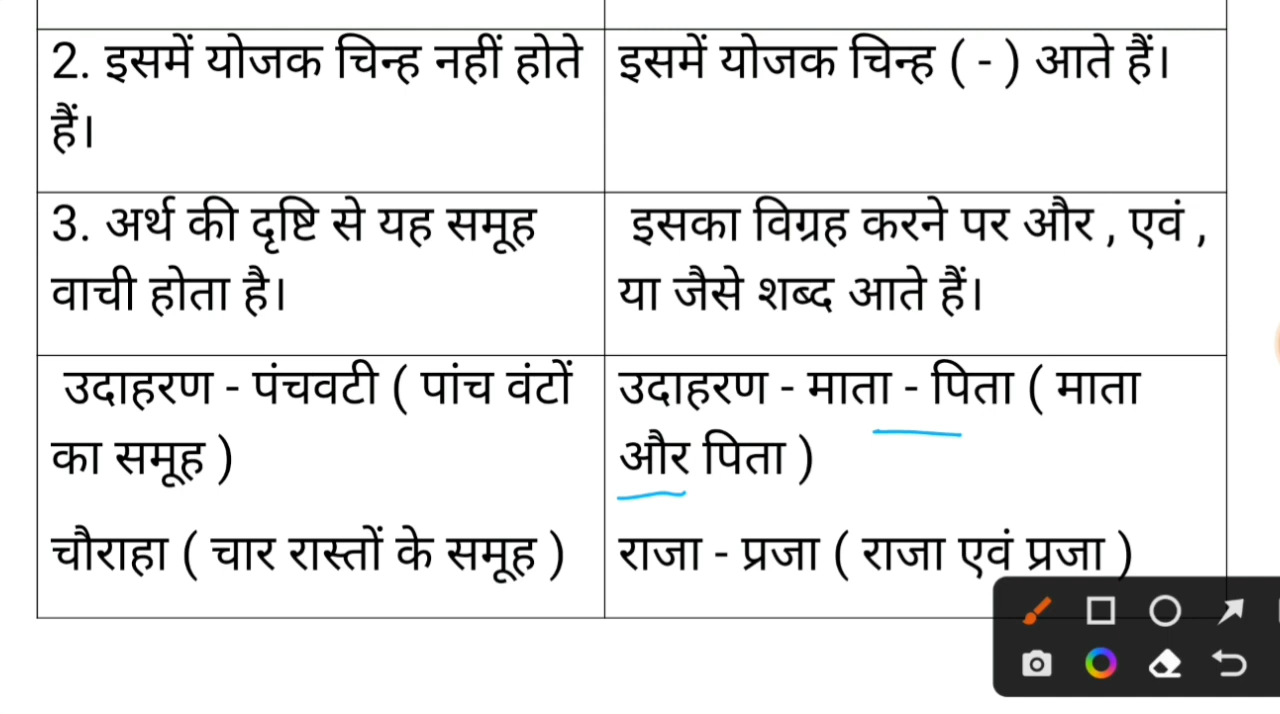 2. इसमें योजक चिन्ह नहीं होते
हैं।
इसमें योजक चिन्ह ( - ) आते हैं।
3. अर्थ की दृष्टि से यह समूह
वाची होता है।
इसका विग्रह करने पर और , एवं ,
या जैसे शब्द आते हैं।
उदाहरण - पंचवटी ( पांच वंटों
का समूह )
चौराहा ( चार रास्तों के समूह )
उदाहरण - माता - पिता ( माता
और पिता )
राजा - प्रजा ( राजा एवं प्रजा )